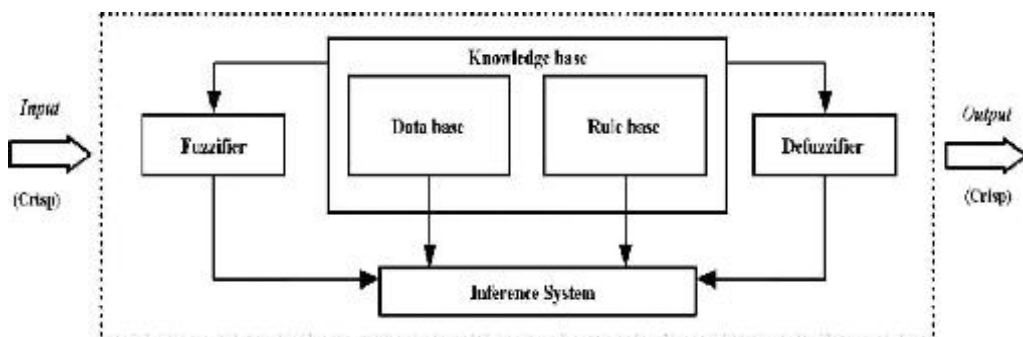 Knowledge base
Input
Data base
Rule base
Output
Fuzzifier
Defuzzifier
(Crisp)
(Crisp)
Inference System